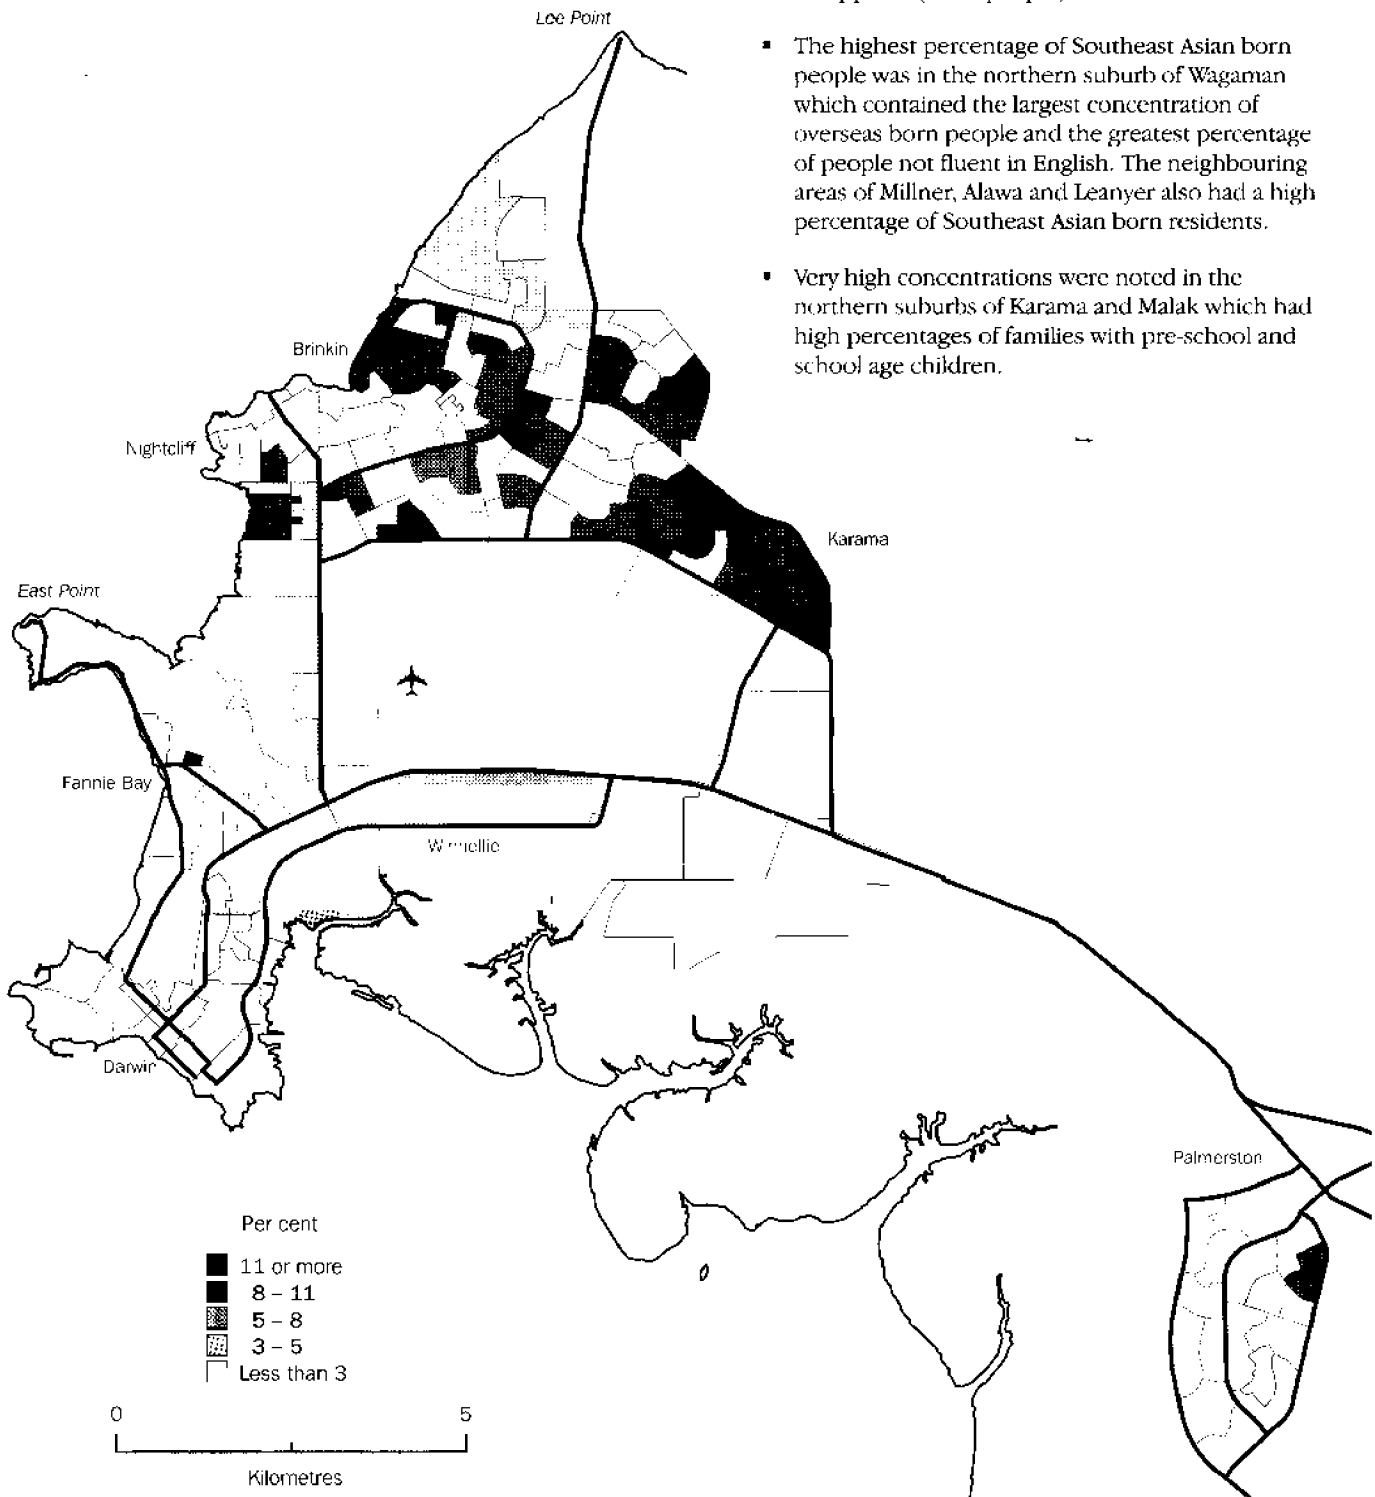 Lee Point
▪ The highest percentage of Southeast Asian born
people was in the northern suburb of Wagaman
which contained the largest concentration of
overseas born people and the greatest percentage
of people not fluent in English. The neighbouring
areas of Millner, Alawa and Leanyer also had a high
percentage of Southeast Asian born residents.
▪ Very high concentrations were noted in the
northern suburbs of Karama and Malak which had
high percentages of families with pre-school and
school age children.
Brinkin
Nightcliff
Karama
East Point
Fannie Bay
Darwin
Palmerston
Per cent
11 or more
8 – 11
5 – 8
3 – 5
Less than 3
0 5
Kilometres